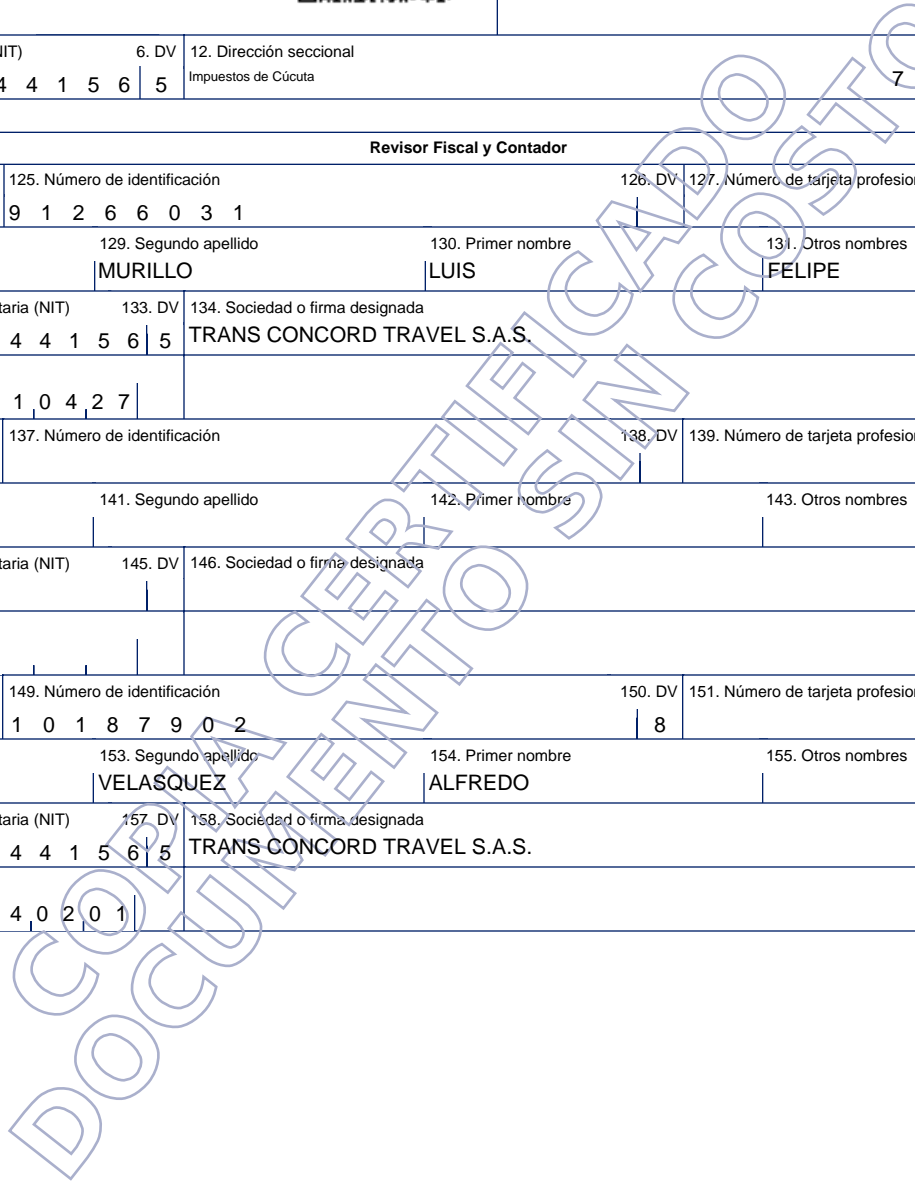 6. DV 12. Dirección seccional
4 1 5 6 5 Impuestos de Cúcuta 7
Revisor Fiscal y Contador
125. Número de identificación 126. DV 127. Número de tarjeta profesion
9 1 2 6 6 0 3 1
129. Segundo apellido 130. Primer nombre 131. Otros nombres
MURILLO LUIS FELIPE
taria (NIT) 133. DV 134. Sociedad o firma designada
4 4 1 5 6 5 TRANS CONCORD TRAVEL S.A.S.
1 0 4 2 7
137. Número de identificación 138. DV 139. Número de tarjeta profesion
141. Segundo apellido 142. Primer nombre 143. Otros nombres
taria (NIT) 145. DV 146. Sociedad o firma designada
149. Número de identificación 150. DV 151. Número de tarjeta profesion
1 0 1 8 7 9 0 2 8
153. Segundo apellido 154. Primer nombre 155. Otros nombres
VELASQUEZ ALFREDO
taria (NIT) 157. DV 158. Sociedad o firma designada
4 4 1 5 6 5 TRANS CONCORD TRAVEL S.A.S.
4 0 2 0 1
COPIA CERTIFICADO
DOCUMENTO SIN COSTO